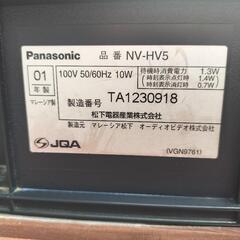 Panasonic 品番 NV-HV5
01年製
マレーシア製
100V 50/60Hz 10W
待機時消費電力 1.3W
(時刻表示点灯時) 1.4W
(時刻表示消灯時) 0.7W
製造番号 TA1230918
松下電器産業株式会社
JQA
製造元 マレーシア松下 オーディオビデオ株式会社
(VGN9761)